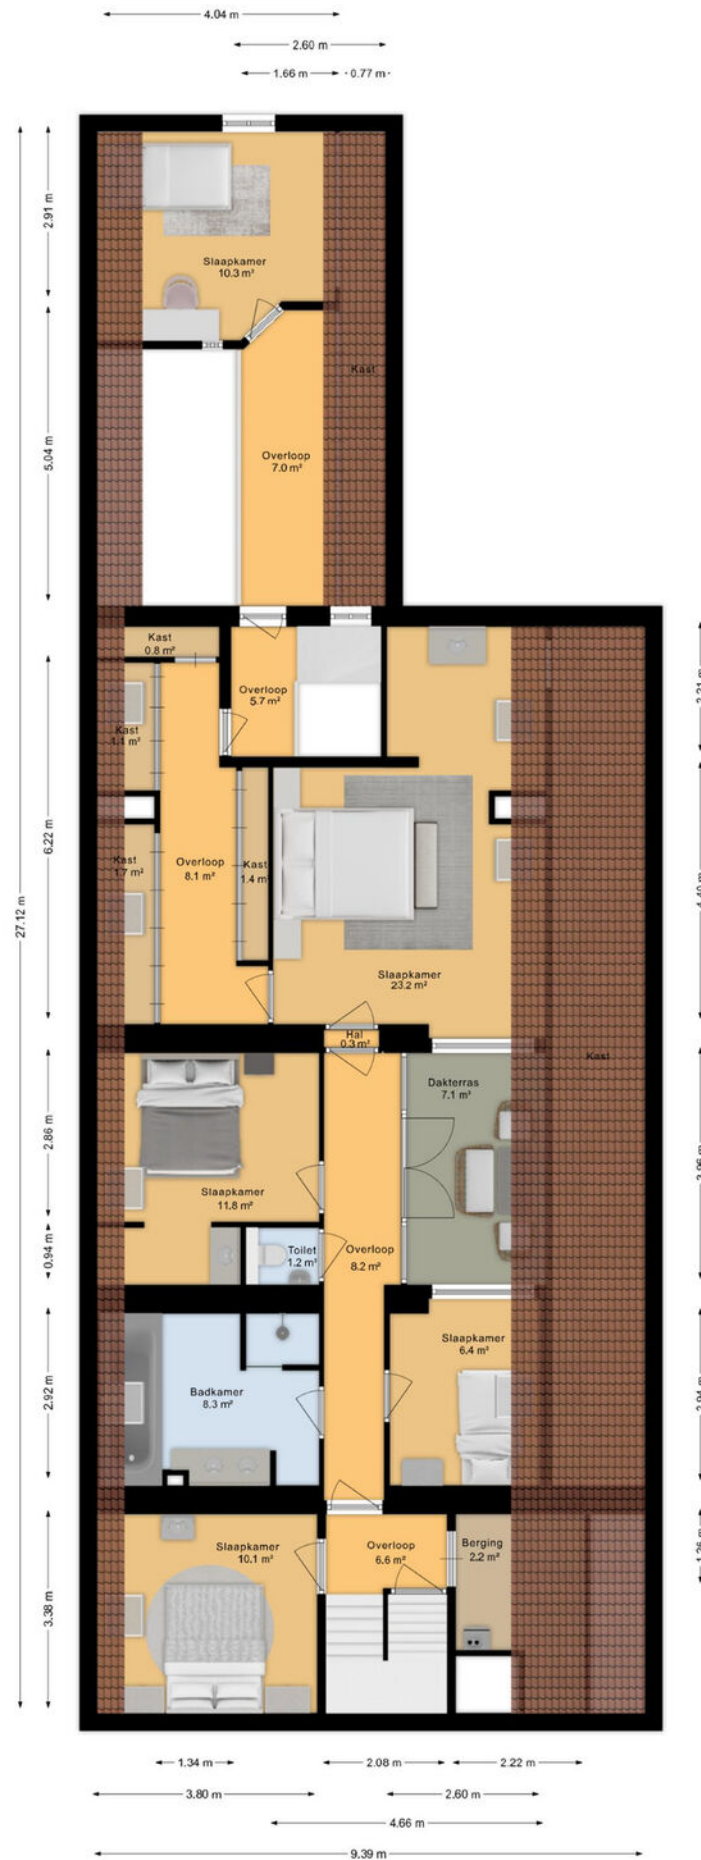 4.04 m
2.60 m
1.66 m
0.77 m
2.91 m
Slaapkamer
10.3 m²
Kast
5.04 m
Overloop
7.0 m²
Kast
0.8 m²
Overloop
5.7 m²
Kast
1.1 m²
6.22 m
27.12 m
Kast
1.7 m²
Overloop
8.1 m²
Kast
1.4 m²
Slaapkamer
23.2 m²
Hal
0.3 m²
Kast
Dakterras
7.1 m²
2.86 m
Slaapkamer
11.8 m²
0.94 m
Toilet
1.2 m²
Overloop
8.2 m²
Slaapkamer
6.4 m²
2.92 m
Badkamer
8.3 m²
Slaapkamer
10.1 m²
Overloop
6.6 m²
Berging
2.2 m²
3.38 m
1.34 m
2.08 m
2.22 m
3.80 m
2.60 m
4.66 m
9.39 m